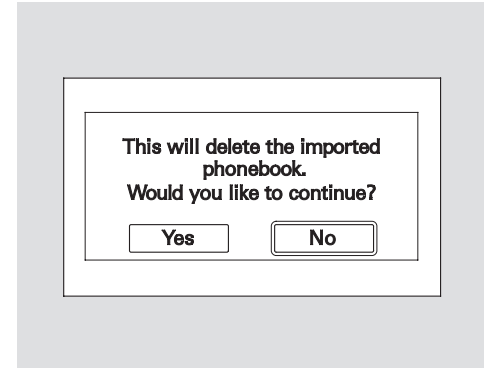 This will delete the imported
phonebook.
Would you like to continue?
Yes
No